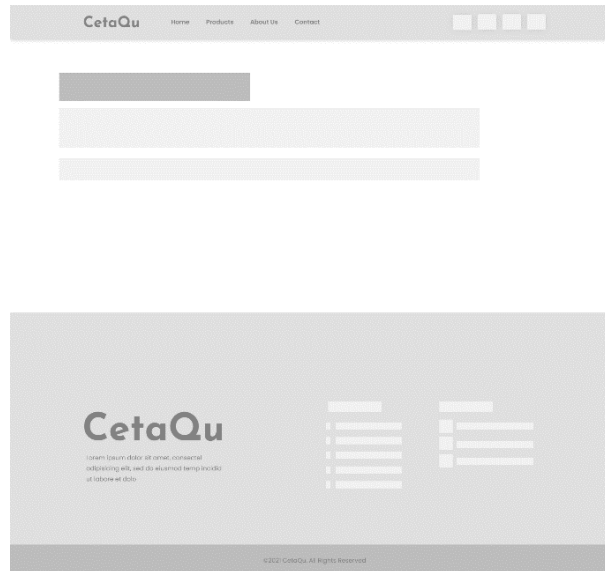 CetaQu
Home Products About Us Contact
CetaQu
Lorem ipsum dolor sit amet, consectet
adipisicing elit, sed do eiusmod temp incidid
ut labore et dolo
©2021 CetaQu. All Rights Reserved